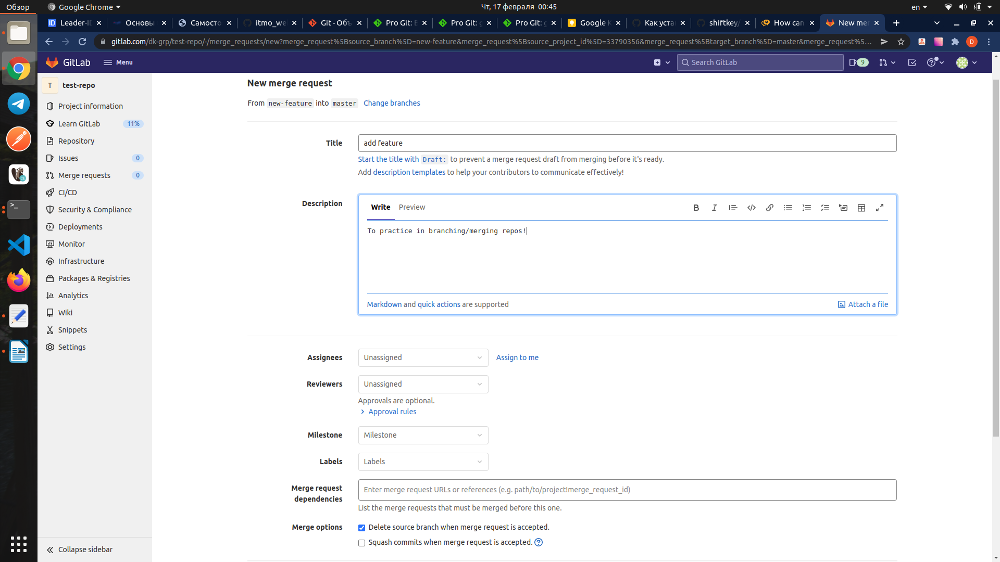 Обзор
Google Chrome
Чт, 17 февраля 00:45
en
Leader-I
Основы
Самосто
itmo_we
Git - Объ
Pro Git:
Pro Git:
Pro Git:
Google K
Как уста
shiftkey/
How can
New mer
gitlab.com/dk-grp/test-repo/-/merge_requests/new?merge_request%5Bsource_branch%5D=new-feature&merge_request%5Bsource_project_id%5D=33790356&merge_request%5Btarget_branch%5D=master&merge_request%5...
D
GitLab
Menu
Search GitLab
9
T
test-repo
Project information
Learn GitLab
11%
Repository
Issues
0
Merge requests
0
CI/CD
Security & Compliance
Deployments
Monitor
Infrastructure
Packages & Registries
Analytics
Wiki
Snippets
Settings
Collapse sidebar
New merge request
From new-feature into master Change branches
Title
add feature
Start the title with Draft: to prevent a merge request draft from merging before it's ready.
Add description templates to help your contributors to communicate effectively!
Description
Write
Preview
To practice in branching/merging repos!
Markdown and quick actions are supported
Attach a file
Assignees
Unassigned
Assign to me
Reviewers
Unassigned
Approvals are optional.
Approval rules
Milestone
Milestone
Labels
Labels
Merge request
dependencies
Enter merge request URLs or references (e.g. path/to/project!merge_request_id)
List the merge requests that must be merged before this one.
Merge options
Delete source branch when merge request is accepted.
Squash commits when merge request is accepted.